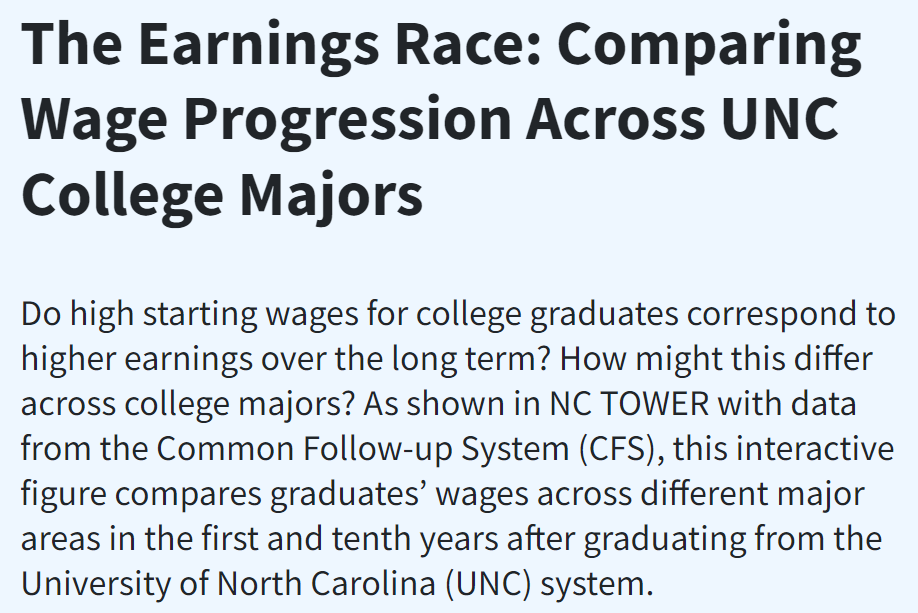 The Earnings Race: Comparing
Wage Progression Across UNC
College Majors
Do high starting wages for college graduates correspond to
higher earnings over the long term? How might this differ
across college majors? As shown in NC TOWER with data
from the Common Follow-up System (CFS), this interactive
figure compares graduates’ wages across different major
areas in the first and tenth years after graduating from the
University of North Carolina (UNC) system.